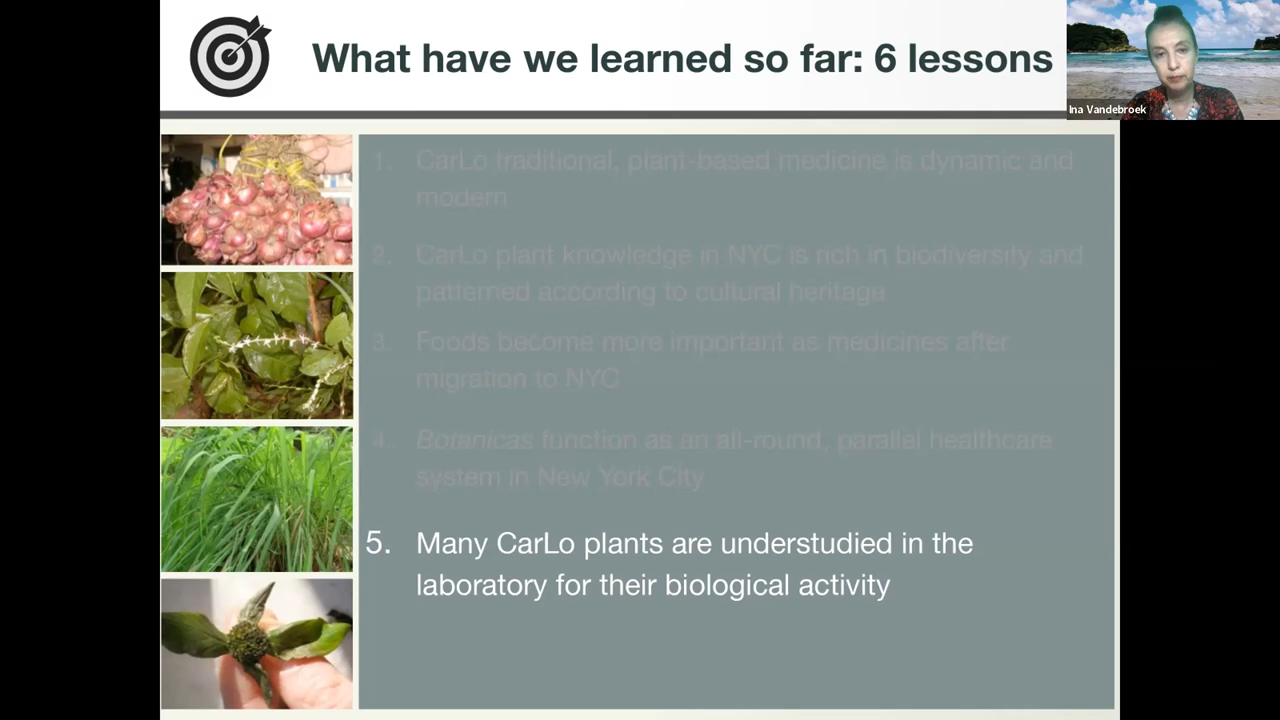 What have we learned so far: 6 lessons
Ina Vandebroek
1. CarLo traditional, plant-based medicine is dynamic and
modern
2. CarLo plant knowledge in NYC is rich in biodiversity and
patterned according to cultural heritage
3. Foods become more important as medicines after
migration to NYC
4. Botanicas function as an all-round, parallel healthcare
system in New York City
5. Many CarLo plants are understudied in the
laboratory for their biological activity